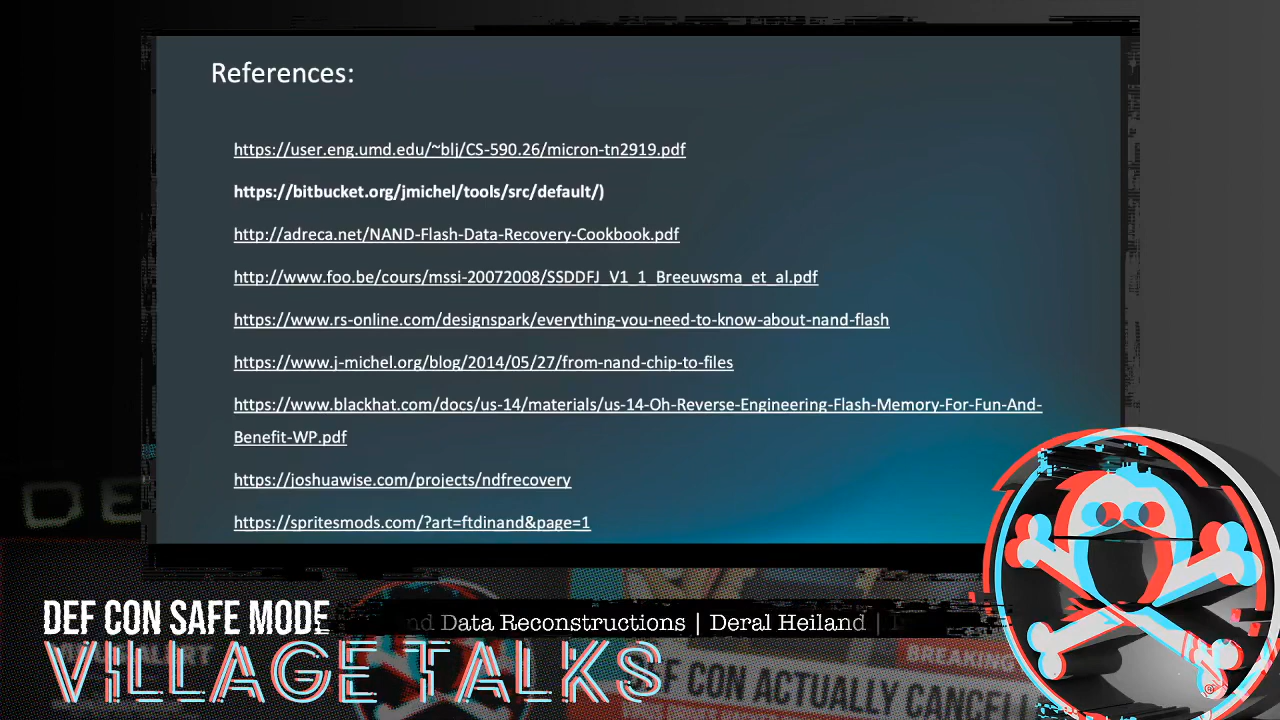 References:
https://user.eng.umd.edu/~blj/CS-590.26/micron-tn2919.pdf
https://bitbucket.org/jmichel/tools/src/default/)
http://adreca.net/NAND-Flash-Data-Recovery-Cookbook.pdf
http://www.foo.be/cours/mssi-20072008/SSDDFJ_V1_1_Breeuwsma_et_al.pdf
https://www.rs-online.com/designspark/everything-you-need-to-know-about-nand-flash
https://www.j-michel.org/blog/2014/05/27/from-nand-chip-to-files
https://www.blackhat.com/docs/us-14/materials/us-14-Oh-Reverse-Engineering-Flash-Memory-For-Fun-And-
Benefit-WP.pdf
https://joshuawise.com/projects/ndfrecovery
https://spritesmods.com/?art=ftdinand&page=1
DEF CON SAFE MODE
Data Reconstructions | Deral Heiland |
VILLAGE TALKS
BREAKING
DEF CON ACTUALLY